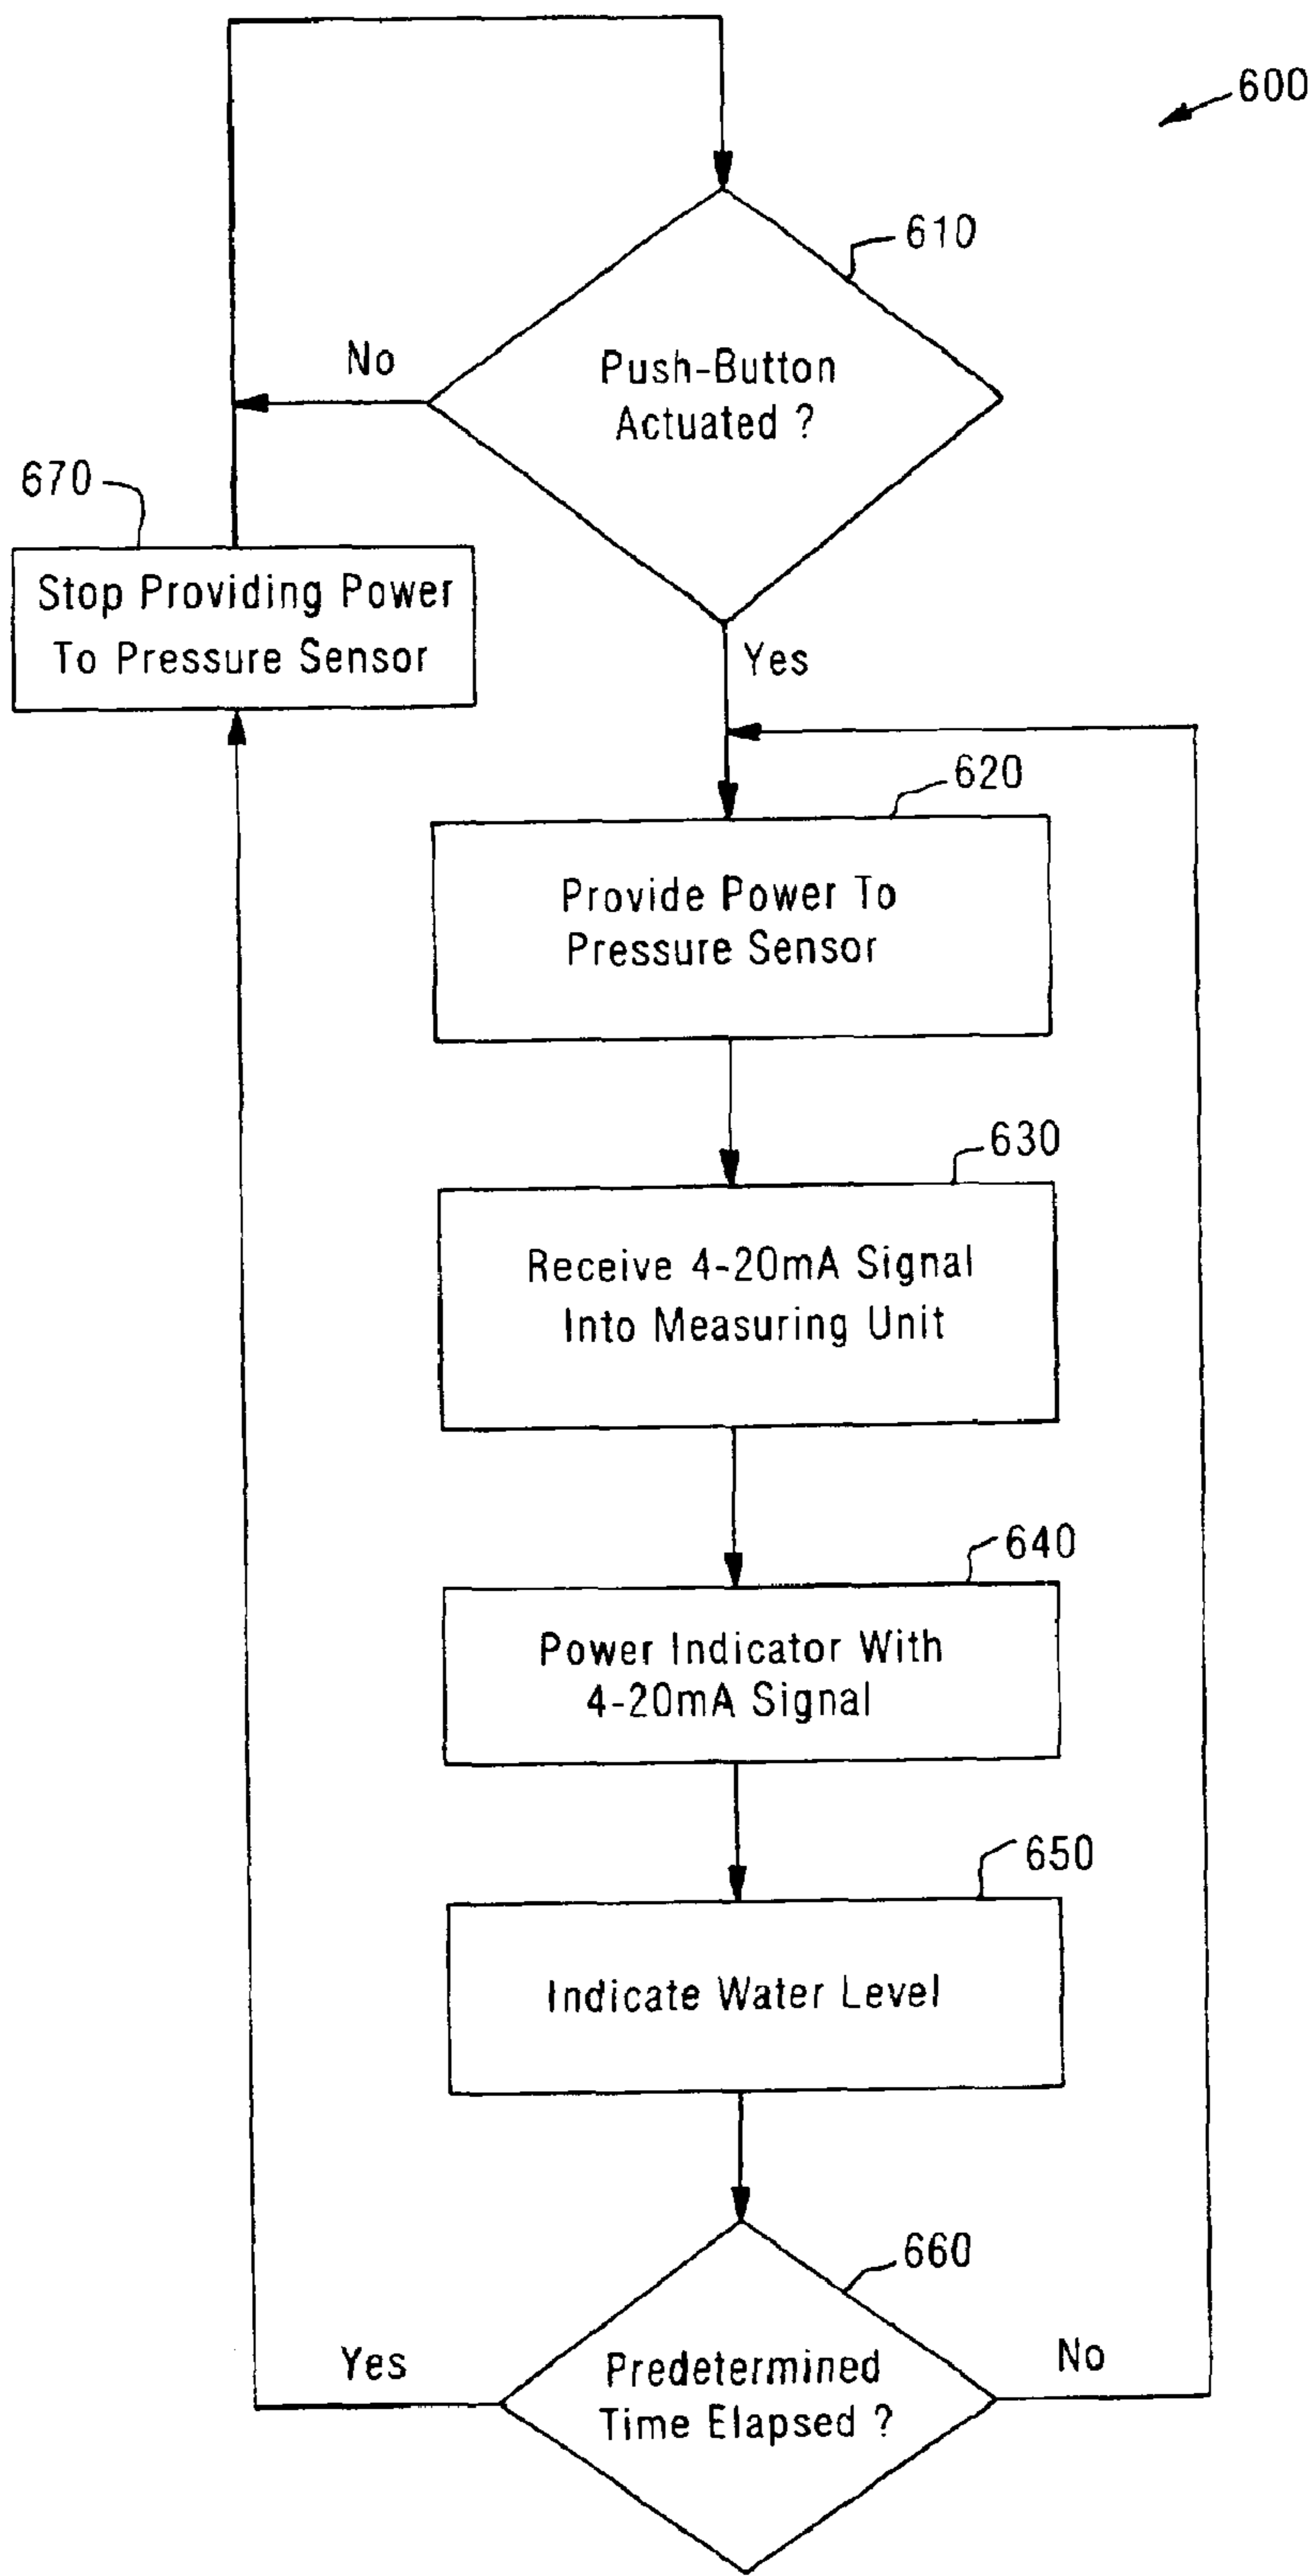 600
610
No
Push-Button
Actuated ?
670
Stop Providing Power
To Pressure Sensor
Yes
620
Provide Power To
Pressure Sensor
630
Receive 4-20mA Signal
Into Measuring Unit
640
Power Indicator With
4-20mA Signal
650
Indicate Water Level
660
Yes
Predetermined
Time Elapsed ?
No